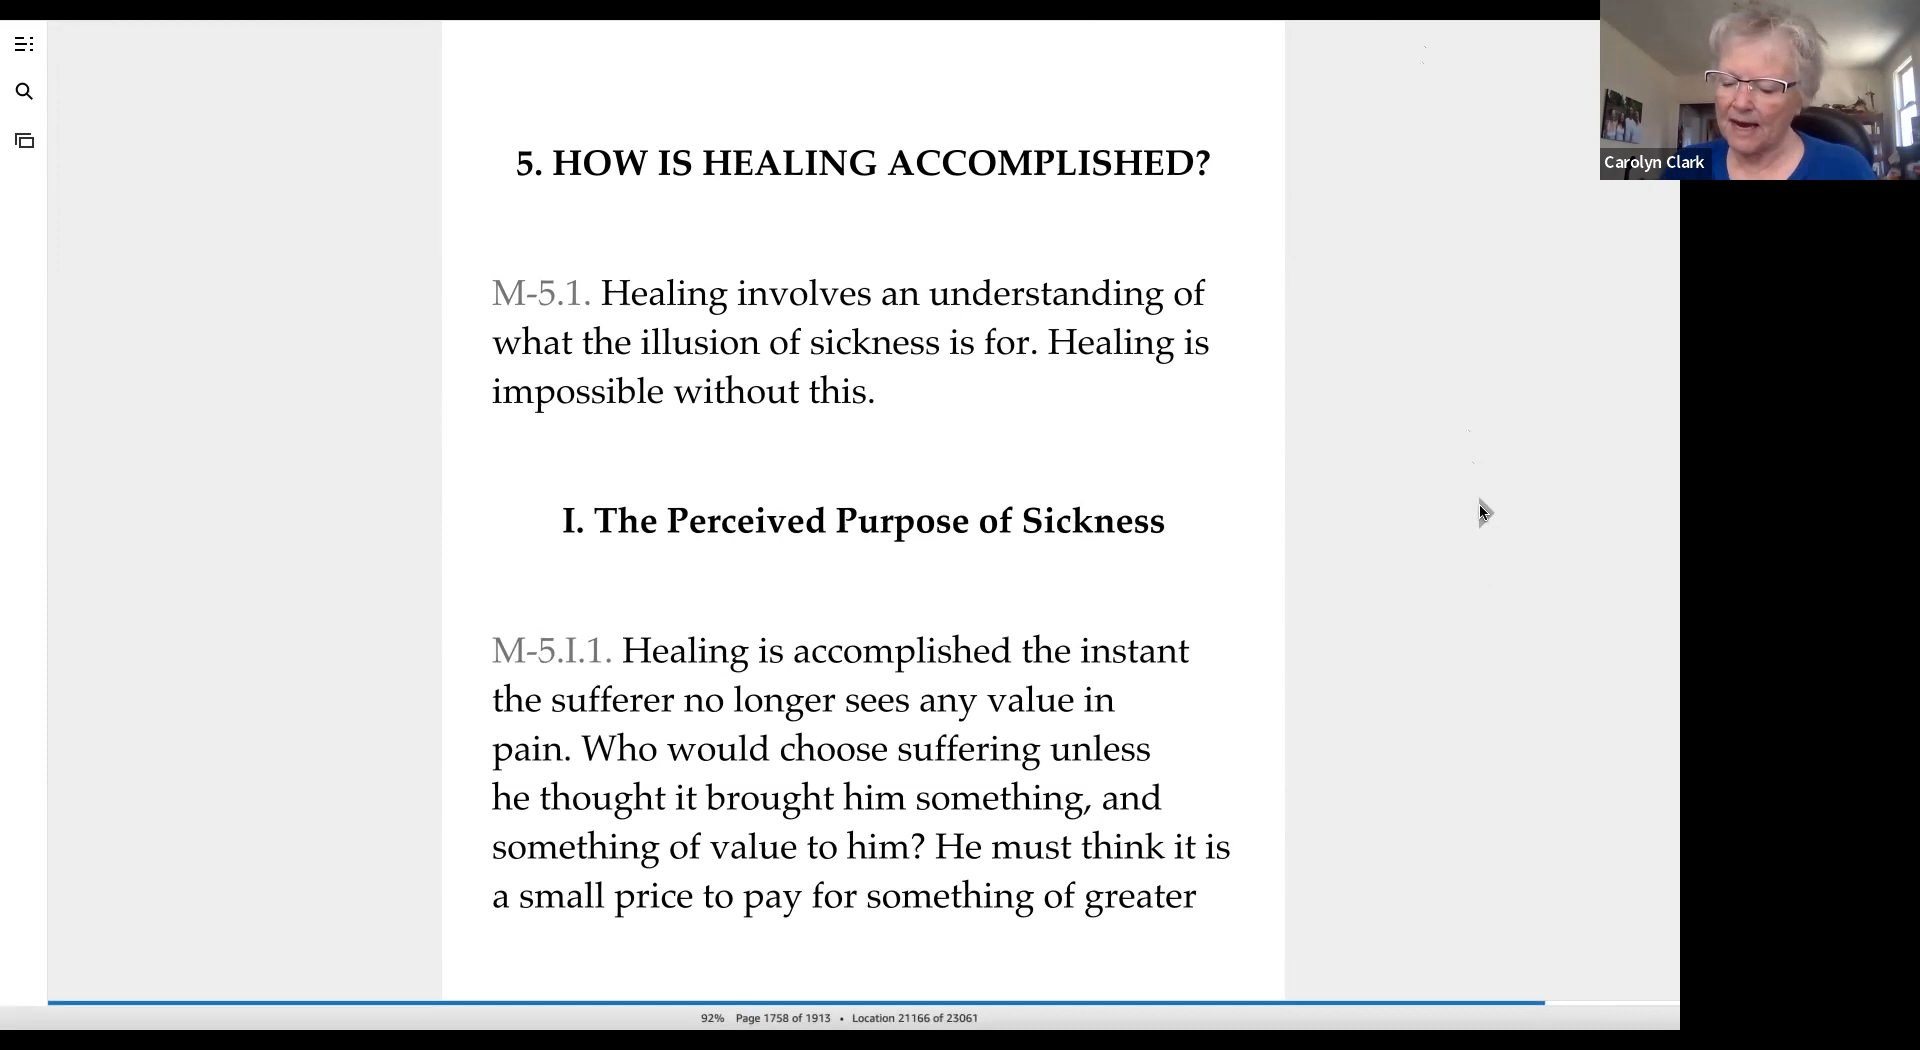 5. HOW IS HEALING ACCOMPLISHED?
M-5.1. Healing involves an understanding of
what the illusion of sickness is for. Healing is
impossible without this.
I. The Perceived Purpose of Sickness
M-5.I.1. Healing is accomplished the instant
the sufferer no longer sees any value in
pain. Who would choose suffering unless
he thought it brought him something, and
something of value to him? He must think it is
a small price to pay for something of greater
92% Page 1758 of 1913 • Location 21166 of 23061
Carolyn Clark